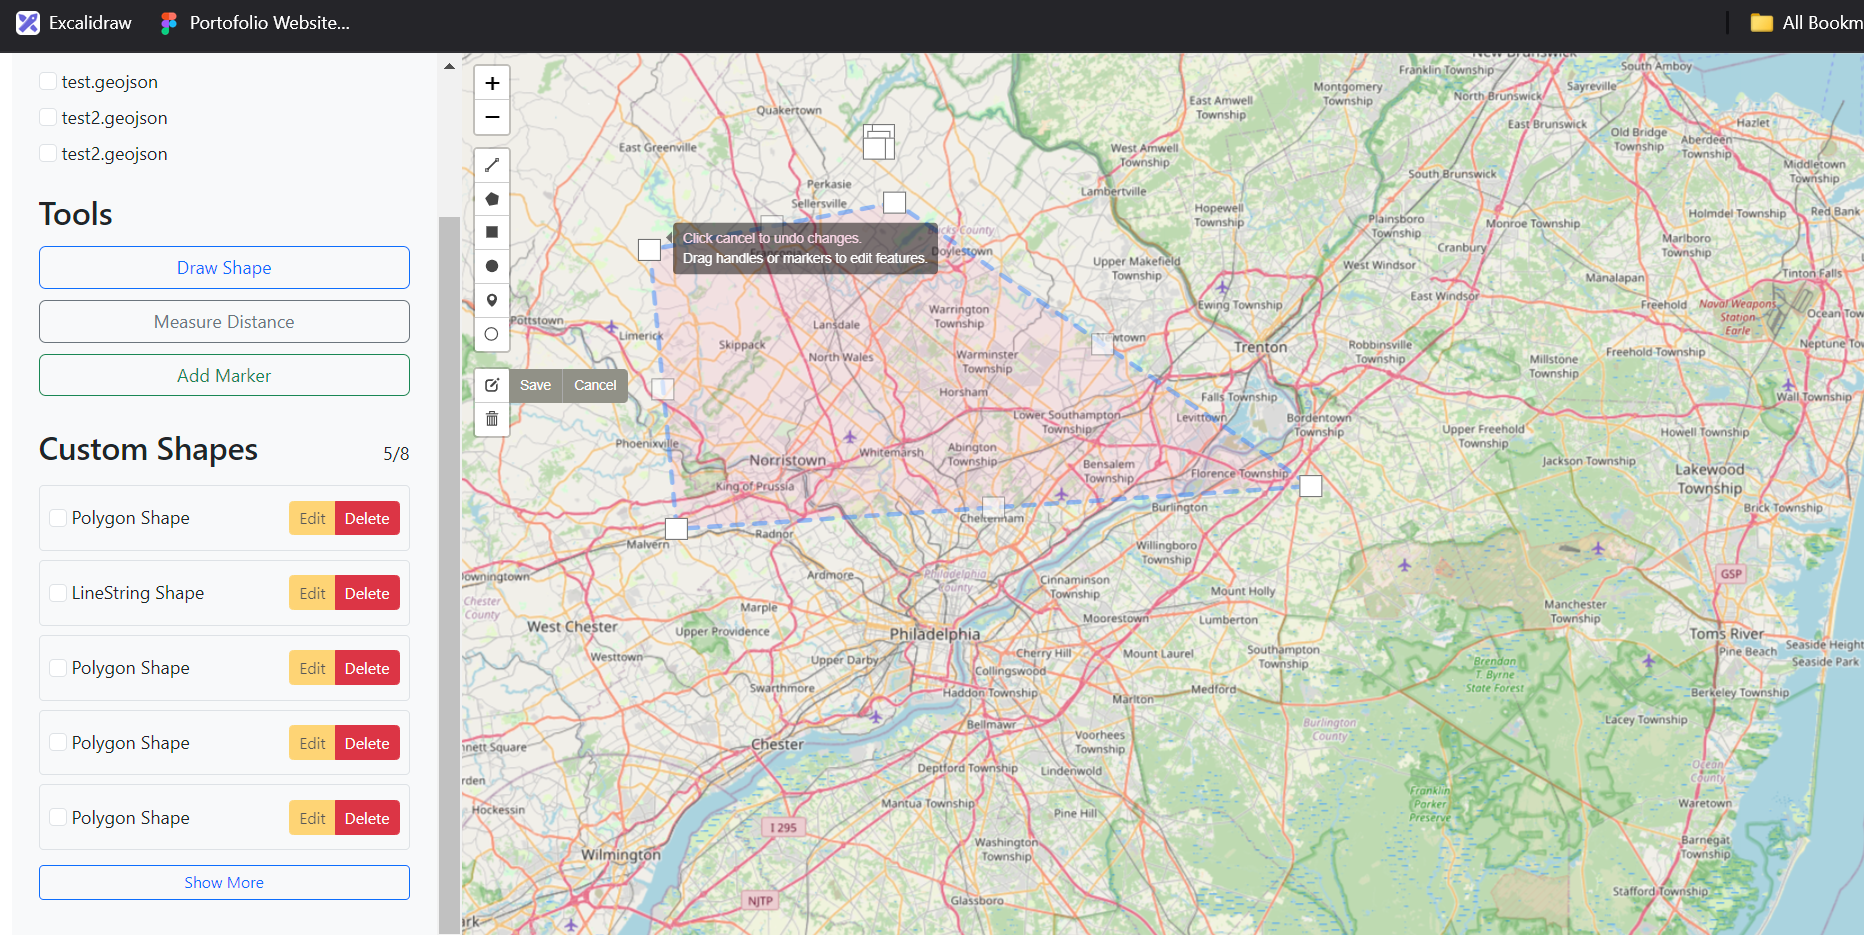 Excalidraw
Portofolio Website...
All Bookm
test.geojson
test2.geojson
test2.geojson
Tools
Draw Shape
Measure Distance
Add Marker
Custom Shapes
5/8
Polygon Shape
Edit
Delete
LineString Shape
Edit
Delete
Polygon Shape
Edit
Delete
Polygon Shape
Edit
Delete
Polygon Shape
Edit
Delete
Show More
+
−
Save
Cancel
Click cancel to undo changes.
Drag handles or markers to edit features.
New Brunswick
South Amboy
Franklin Township
Sayreville
Montgomery
Township
North Brunswick
Quakertown
East Amwell
Township
East Brunswick
Hazlet
Old Bridge
Township
Aberdeen
Township
East Greenville
West Amwell
Township
Middletown
Township
Perkasie
Lambertville
South Brunswick
Monroe Township
Sellersville
Hopewell
Township
Plainsboro
Township
Holmdel Township
Red Bank
Cranbury
Marlboro
Township
Doylestown
Upper Makefield
Township
West Windsor
Manalapan
Tinton Falls
East Windsor
Ewing Township
Freehold
Naval Weapons
Station
Earle
Ocean Town
Pottstown
Limerick
Lansdale
Warrington
Township
Skippack
North Wales
Warminster
Township
Trenton
Robbinsville
Township
Freehold Township
Neptune To
Millstone
Township
Horsham
Falls Township
Wall Township
Lower Southampton
Township
Levittown
Bordentown
Township
Upper Freehold
Township
Howell Township
Phoenixville
Whitemarsh
Abington
Township
Norristown
Bensalem
Township
Florence Township
Jackson Township
Lakewood
Township
King of Prussia
Brick Township
Burlington
Cheltenham
Malvern
Radnor
Willingboro
Township
GSP
owningtown
Ardmore
Philadelphia
County
Cinnaminson
Township
Mount Holly
Chester
County
Marple
Manchester
Township
West Chester
Upper Providence
Philadelphia
Moorestown
Lumberton
Toms River
Seaside Height
Westtown
Upper Darby
Cherry Hill
Mount Laurel
Southampton
Township
Pine Beach
Seaside Park
Collingswood
Brendan
T. Byrne
State Forest
Swarthmore
Haddon Township
Marlton
Medford
Berkeley Township
Bellmawr
Burlington
County
Lacey Township
nnett Square
Chester
Voorhees
Township
Deptford Township
Lindenwold
Ocean
County
rden
Hockessin
Mantua Township
Pine Hill
Franklin
Parker
Preserve
Waretown
I 295
Washington
Township
Barnegat
Township
Wilmington
NJTP
Glassboro
Stafford Township
ark